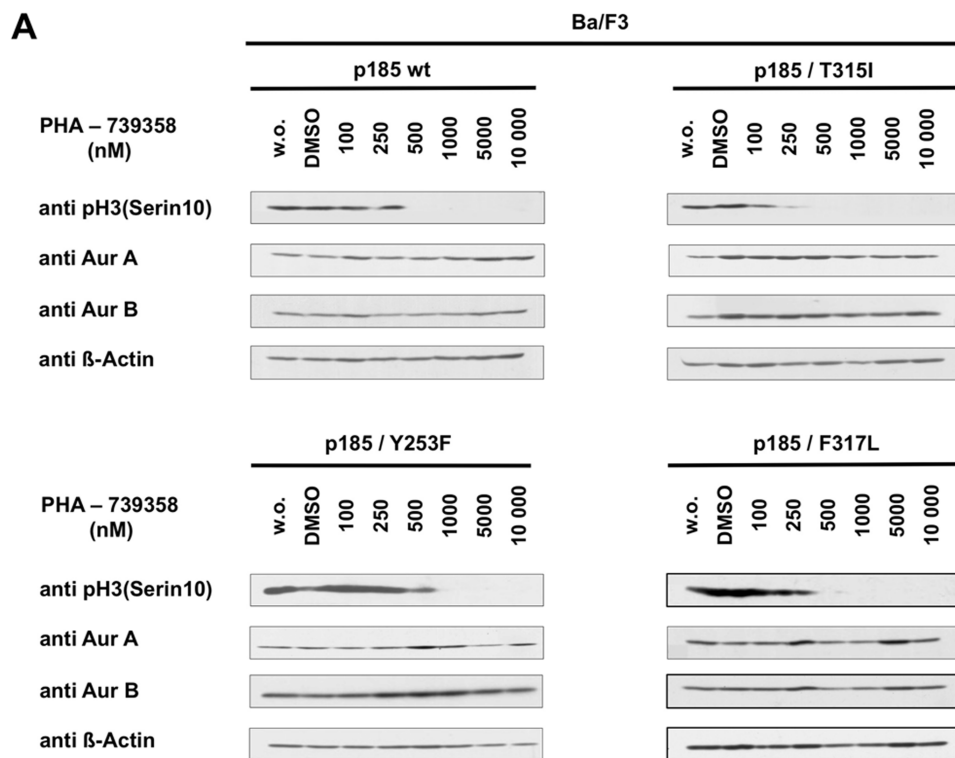 A
Ba/F3
p185 wt
p185 / T315I
PHA – 739358
(nM)
w.o.
DMSO
100
250
500
1000
5000
10 000
w.o.
DMSO
100
250
500
1000
5000
10 000
anti pH3(Serin10)
anti Aur A
anti Aur B
anti ß-Actin
p185 / Y253F
p185 / F317L
PHA – 739358
(nM)
w.o.
DMSO
100
250
500
1000
5000
10 000
w.o.
DMSO
100
250
500
1000
5000
10 000
anti pH3(Serin10)
anti Aur A
anti Aur B
anti ß-Actin